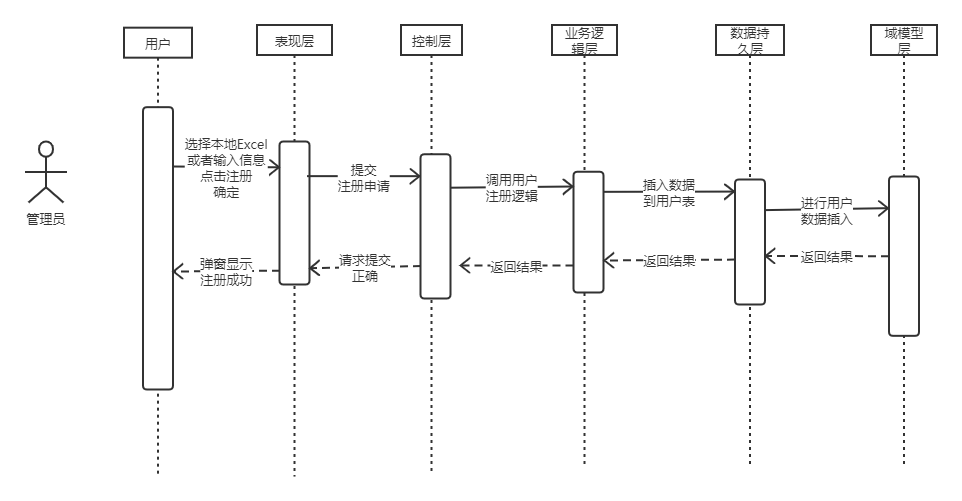 用户
表现层
控制层
业务逻
辑层
数据持
久层
域模型
层
选择本地Excel
或者输入信息
点击注册
确定
提交
注册申请
调用用户
注册逻辑
插入数据
到用户表
进行用户
数据插入
管理员
弹窗显示
注册成功
请求提交
正确
返回结果
返回结果
返回结果